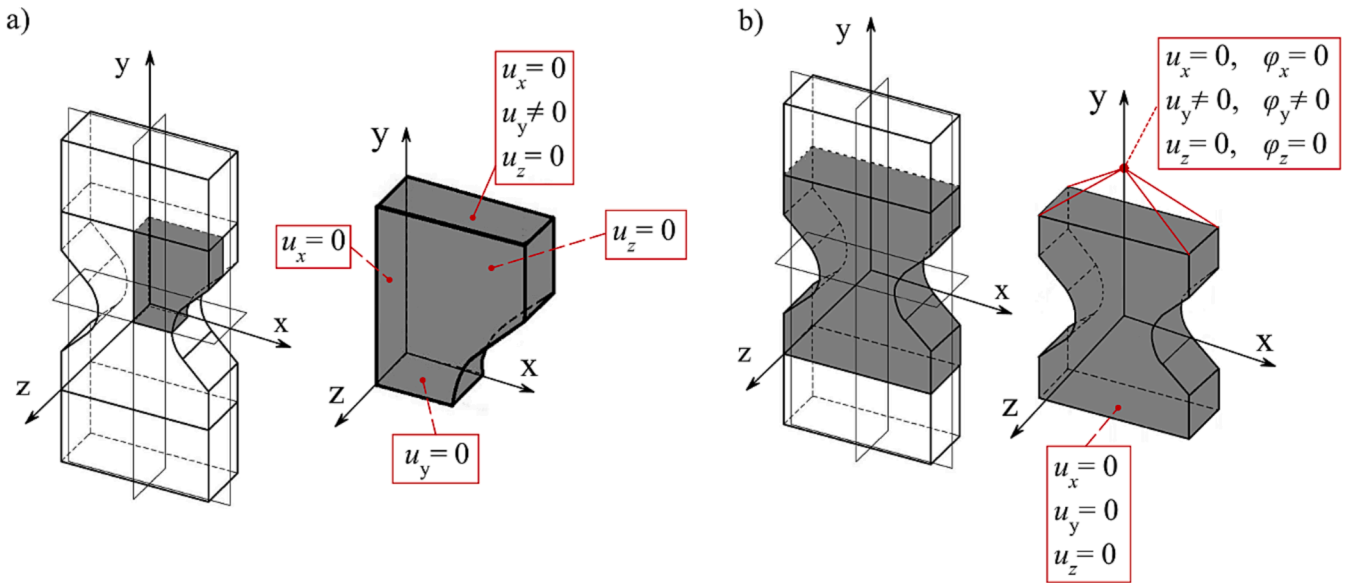 a)
y
x
z
u_x = 0
u_y ≠ 0
u_z = 0
y
u_x = 0
u_z = 0
x
z
u_y = 0
b)
y
x
z
u_x = 0, φ_x = 0
u_y ≠ 0, φ_y ≠ 0
u_z = 0, φ_z = 0
y
x
z
u_x = 0
u_y = 0
u_z = 0